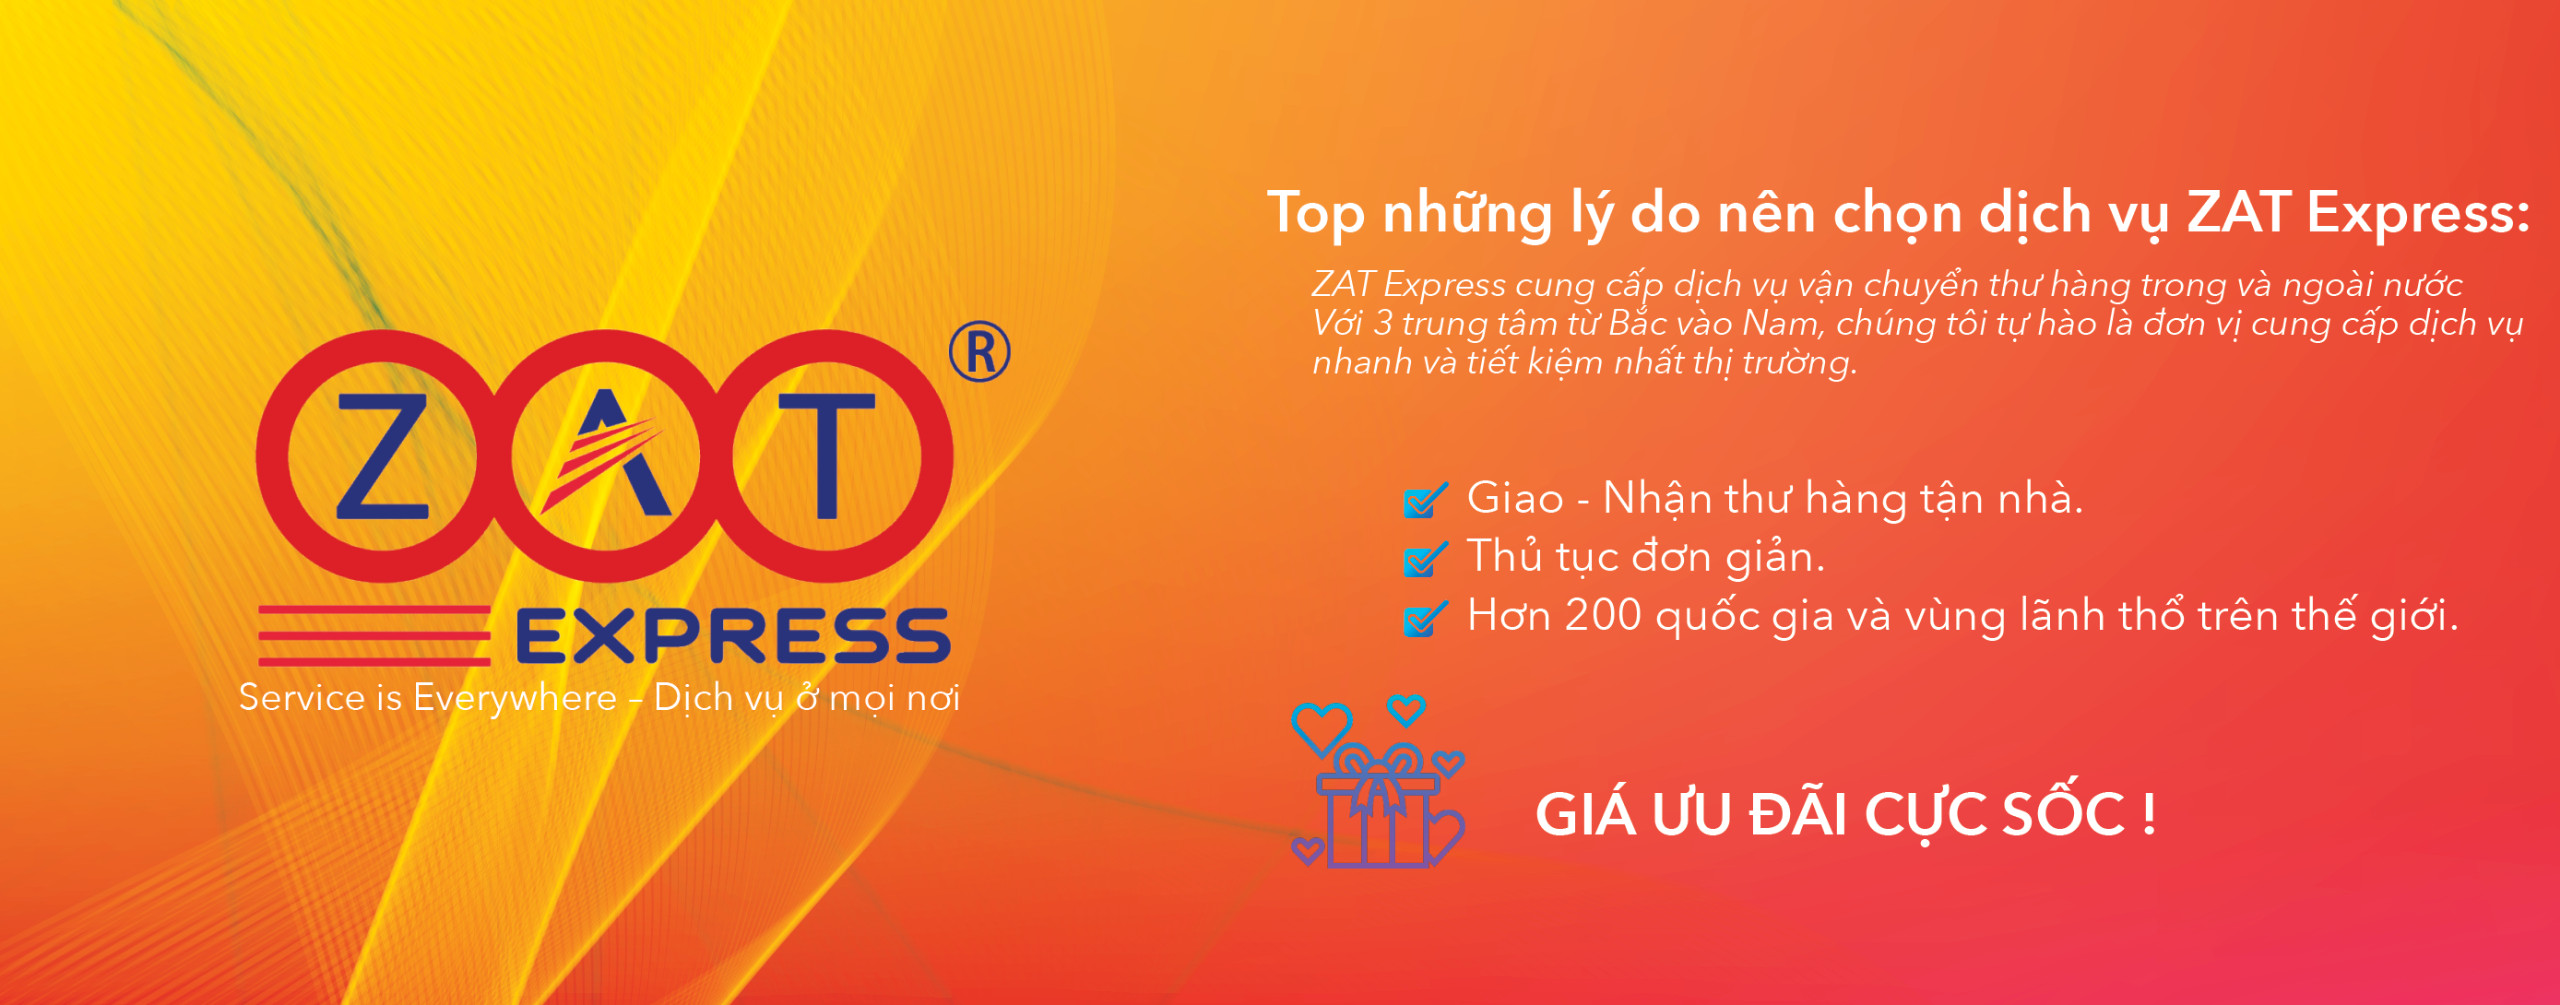 ZAT ®
EXPRESS
Service is Everywhere – Dịch vụ ở mọi nơi
Top những lý do nên chọn dịch vụ ZAT Express:
ZAT Express cung cấp dịch vụ vận chuyển thư hàng trong và ngoài nước
Với 3 trung tâm từ Bắc vào Nam, chúng tôi tự hào là đơn vị cung cấp dịch vụ
nhanh và tiết kiệm nhất thị trường.
Giao - Nhận thư hàng tận nhà.
Thủ tục đơn giản.
Hơn 200 quốc gia và vùng lãnh thổ trên thế giới.
GIÁ ƯU ĐÃI CỰC SỐC !